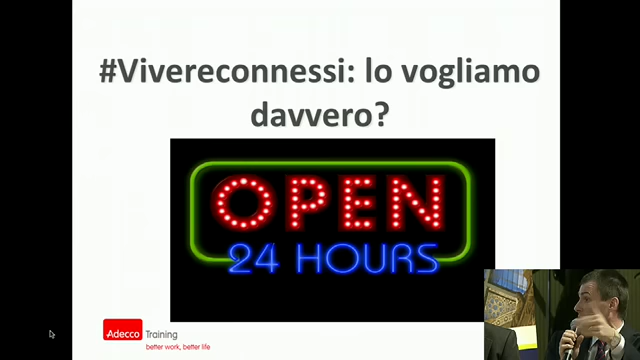 #Vivereconnessi: lo vogliamo
davvero?
OPEN
24 HOURS
Adecco Training
better work, better life